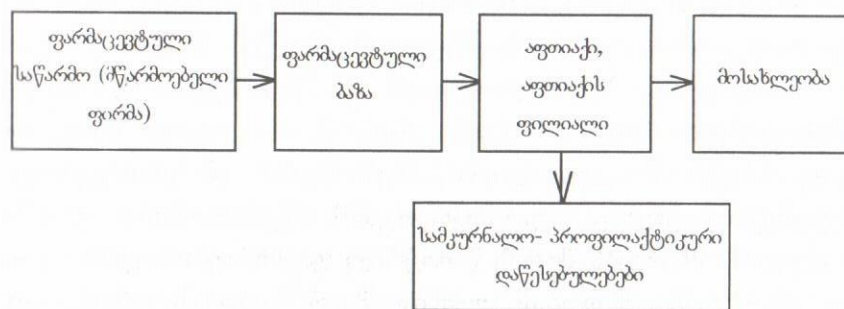 ფარმაცევტული
საწარმო (მწარმოებელი
ფირმა)
ფარმაცევტული
ბაზა
აფთიაქი,
აფთიაქის
ფილიალი
მოსახლეობა
სამკურნალო- პროფილაქტიკური
დაწესებულებები